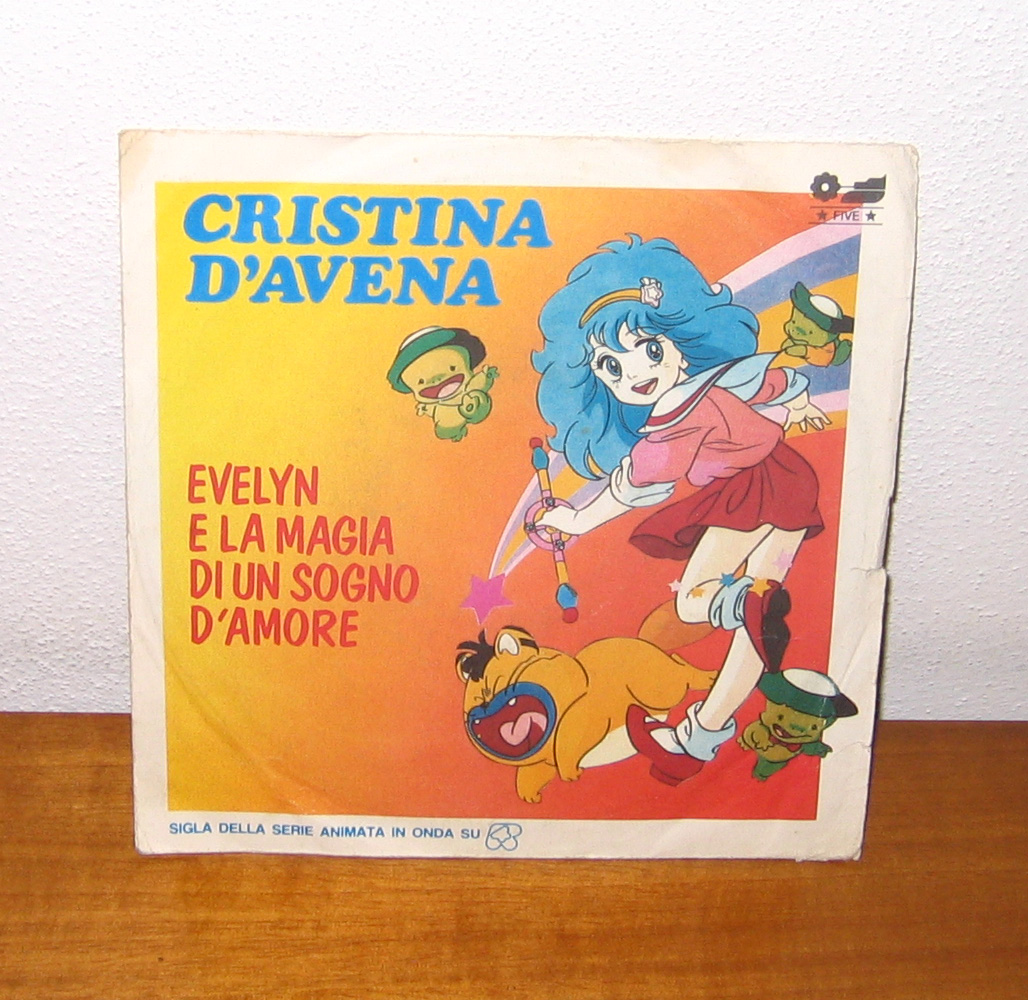 CRISTINA
D'AVENA
★ FIVE ★
EVELYN
E LA MAGIA
DI UN SOGNO
D'AMORE
SIGLA DELLA SERIE ANIMATA IN ONDA SU